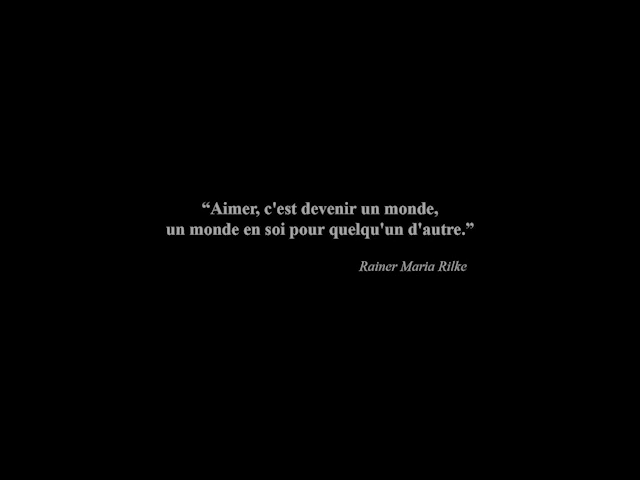 “Aimer, c'est devenir un monde,
un monde en soi pour quelqu'un d'autre.”
Rainer Maria Rilke